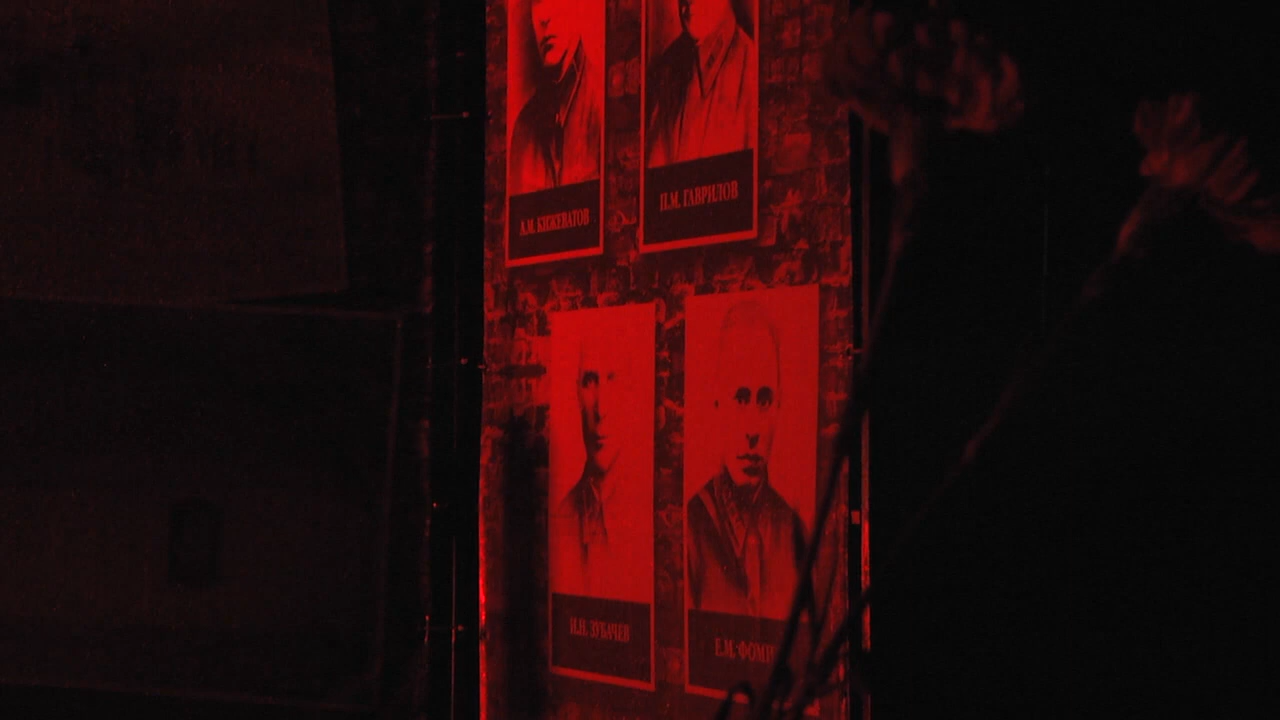 А.М. КИЖЕВАТОВ
П.М. ГАВРИЛОВ
И.Н. ЗУБАЧЕВ
Е.М. ФОМИ